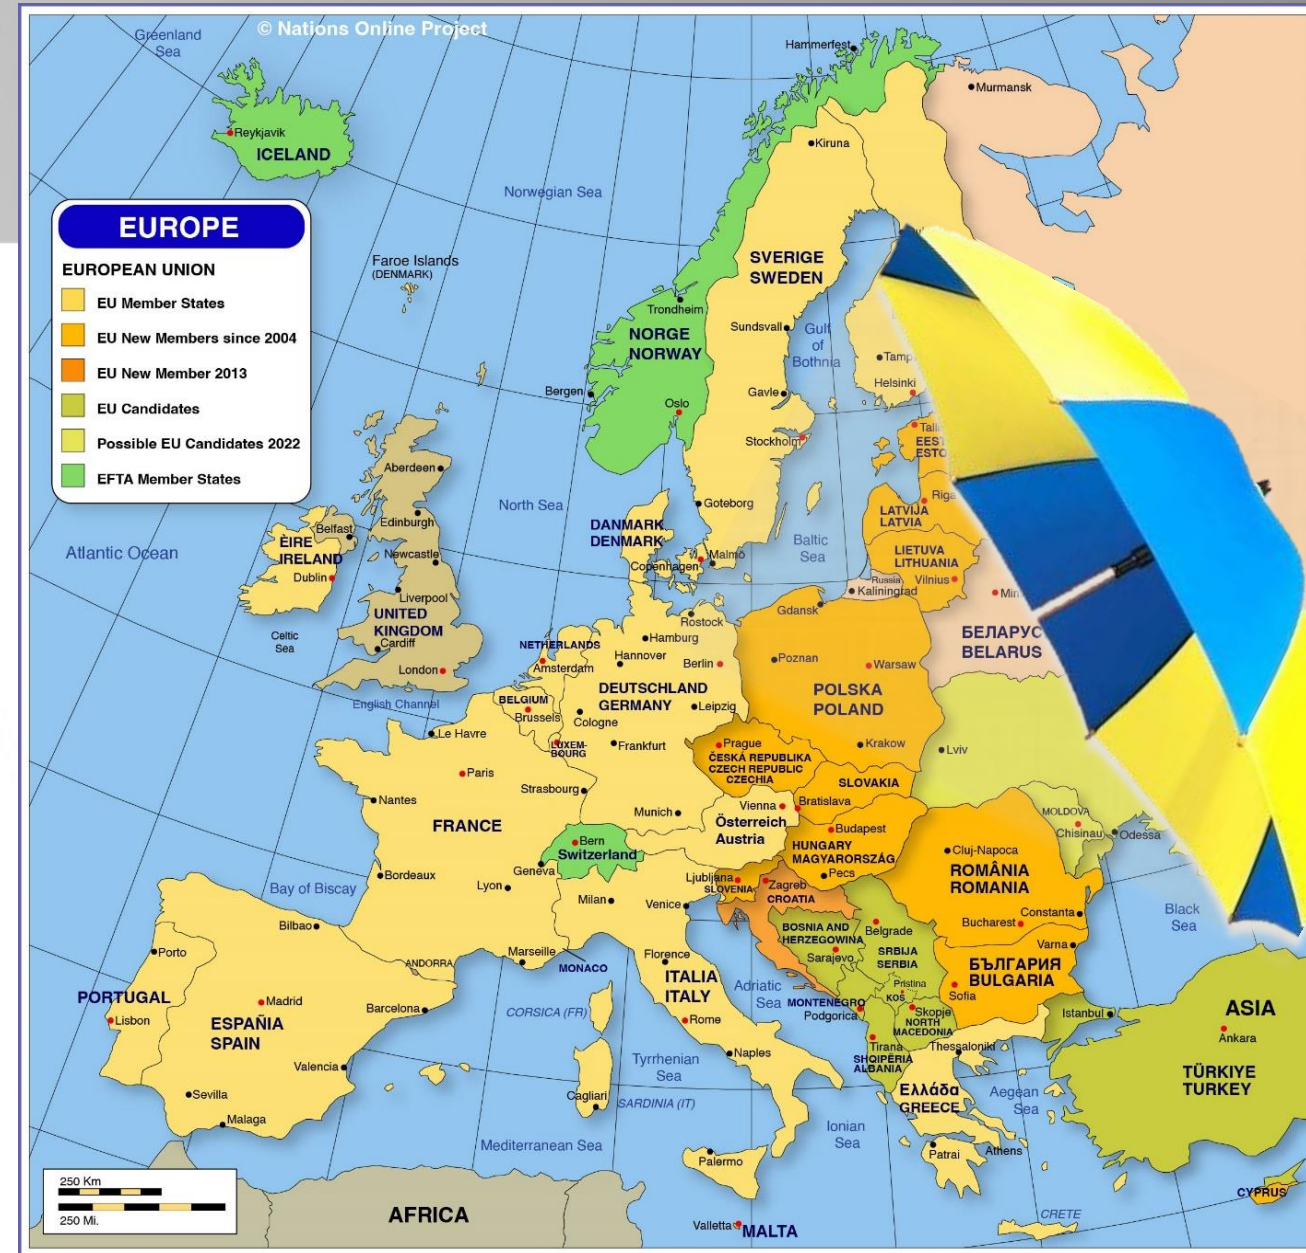 © Nations Online Project
Greenland
Sea
Hammerfest
Murmansk
Reykjavik
ICELAND
Kiruna
Norwegian Sea
EUROPE
EUROPEAN UNION
EU Member States
EU New Members since 2004
EU New Member 2013
EU Candidates
Possible EU Candidates 2022
EFTA Member States
Faroe Islands
(DENMARK)
SVERIGE
SWEDEN
Trondheim
NORGE
NORWAY
Sundsvall
Gulf
of
Bothnia
Tamp
Helsinki
Bergen
Oslo
Gavle
Stockholm
Tall
EEST
ESTO
Aberdeen
North Sea
Goteborg
Riga
LATVIJA
LATVIA
Edinburgh
Belfast
DANMARK
DENMARK
Baltic
Sea
LIETUVA
LITHUANIA
Vilnius
Atlantic Ocean
ÈIRE
IRELAND
Dublin
Newcastle
Malmö
Copenhagen
Russia
Kaliningrad
Min
Liverpool
UNITED
KINGDOM
Cardiff
London
Celtic
Sea
Rostock
Gdansk
БЕЛАРУС
BELARUS
NETHERLANDS
Amsterdam
Hamburg
Hannover
Berlin
Poznan
Warsaw
English Channel
BELGIUM
Brussels
DEUTSCHLAND
GERMANY
Leipzig
Cologne
POLSKA
POLAND
Le Havre
LUXEM-
BOURG
Frankfurt
Prague
ČESKÁ REPUBLIKA
CZECH REPUBLIC
CZECHIA
Krakow
Lviv
Paris
Strasbourg
SLOVAKIA
Nantes
FRANCE
Munich
Vienna
Bratislava
Österreich
Austria
Budapest
HUNGARY
MAGYARORSZÁG
Pecs
MOLDOVA
Chisinau
Odessa
Bern
Switzerland
Geneva
Cluj-Napoca
ROMÂNIA
ROMANIA
Bay of Biscay
Bordeaux
Lyon
Milan
Venice
Ljubljana
SLOVENIA
Zagreb
CROATIA
Bucharest
Constanta
Black
Sea
Bilbao
Porto
ANDORRA
Marseille
MONACO
Florence
BOSNIA AND
HERZEGOWINA
Sarajevo
Belgrade
SRBIJA
SERBIA
Varna
БЪЛГАРИЯ
BULGARIA
Sofia
PORTUGAL
Lisbon
Madrid
ESPAÑIA
SPAIN
Barcelona
CORSICA (FR)
ITALIA
ITALY
Rome
Adriatic
Sea
MONTENEGRO
Podgorica
Pristina
KOS
Skopje
NORTH
MACEDONIA
Istanbul
ASIA
Ankara
Valencia
Tyrrhenian
Sea
Naples
Tirana
SHQIPËRIA
ALBANIA
Thessaloniki
TÜRKIYE
TURKEY
Sevilla
Malaga
Cagliari
SARDINIA (IT)
Ελλάδα
GREECE
Aegean
Sea
Mediterranean Sea
Palermo
Ionian
Sea
Patrai
Athens
250 Km
250 Mi.
AFRICA
Valletta
MALTA
CRETE
CYPRUS